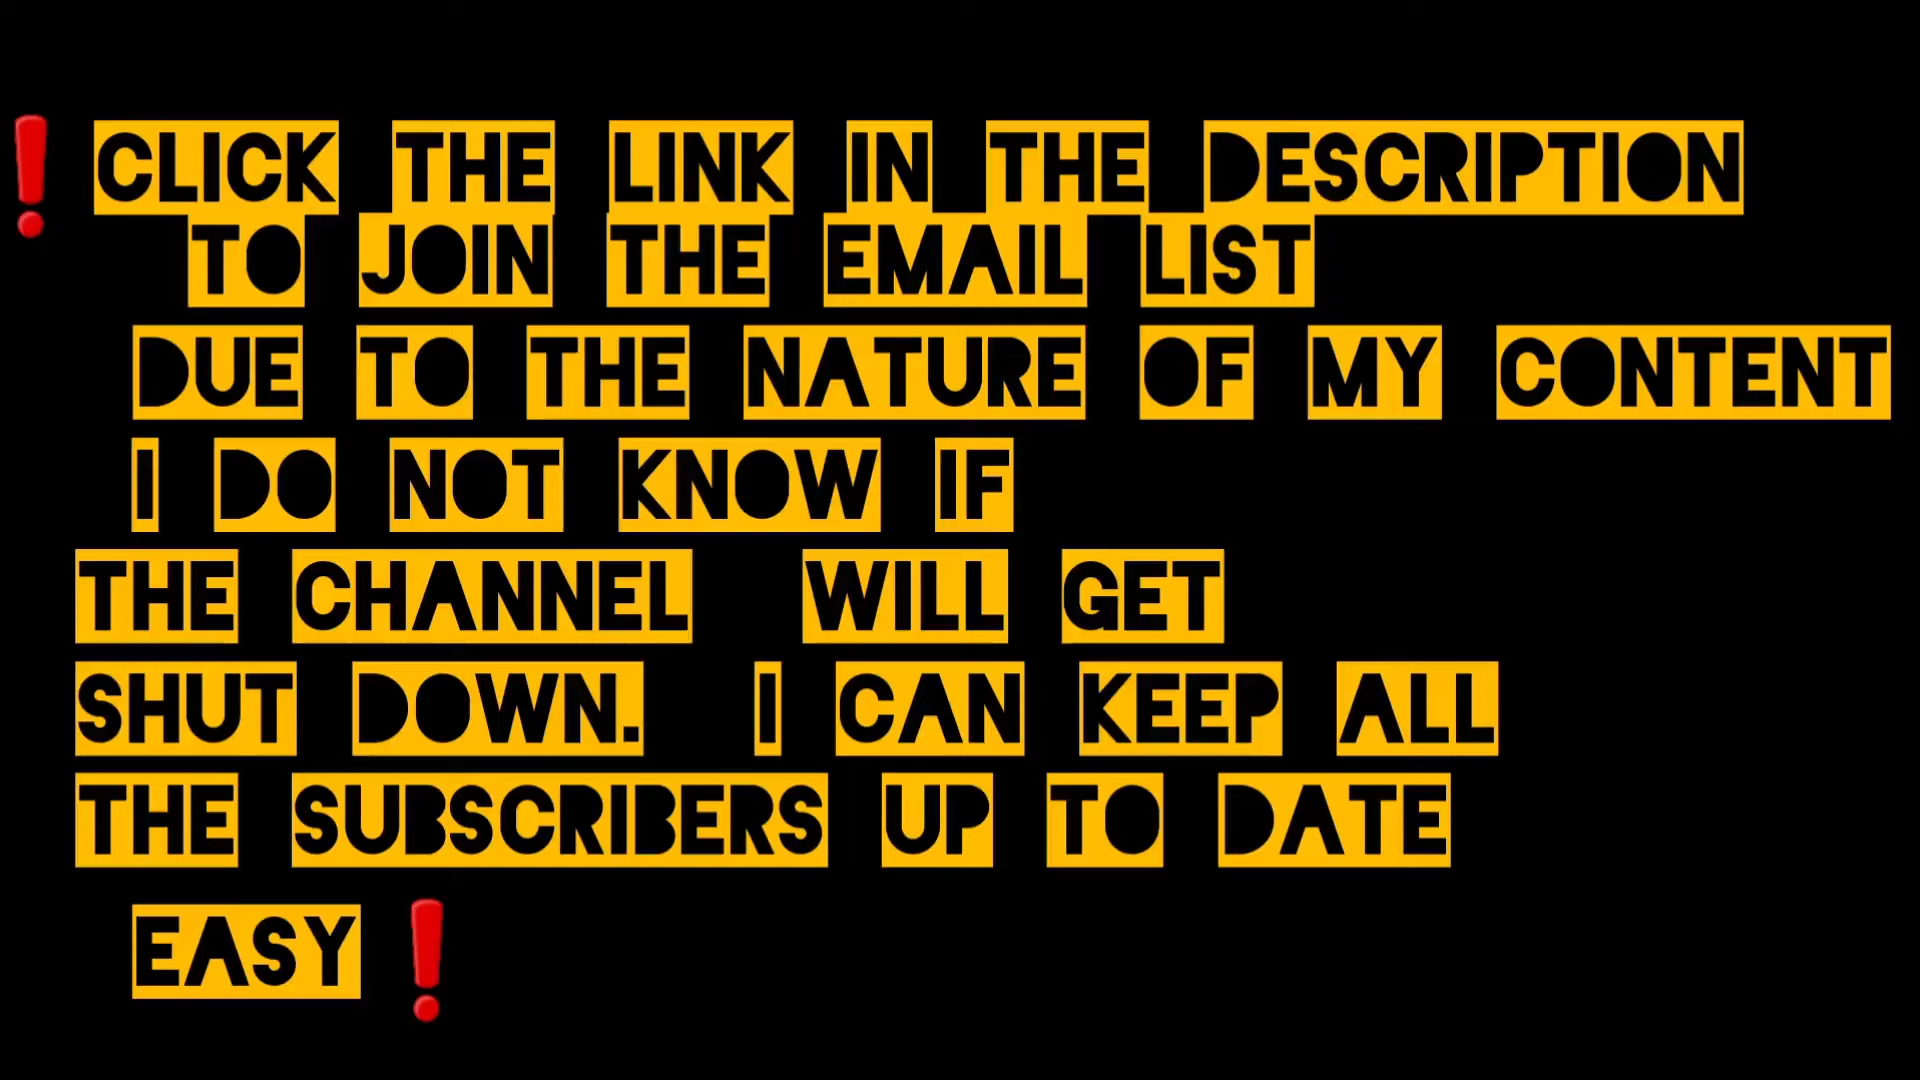 ❗CLICK THE LINK IN THE DESCRIPTION
TO JOIN THE EMAIL LIST
DUE TO THE NATURE OF MY CONTENT
I DO NOT KNOW IF
THE CHANNEL WILL GET
SHUT DOWN. I CAN KEEP ALL
THE SUBSCRIBERS UP TO DATE
EASY❗